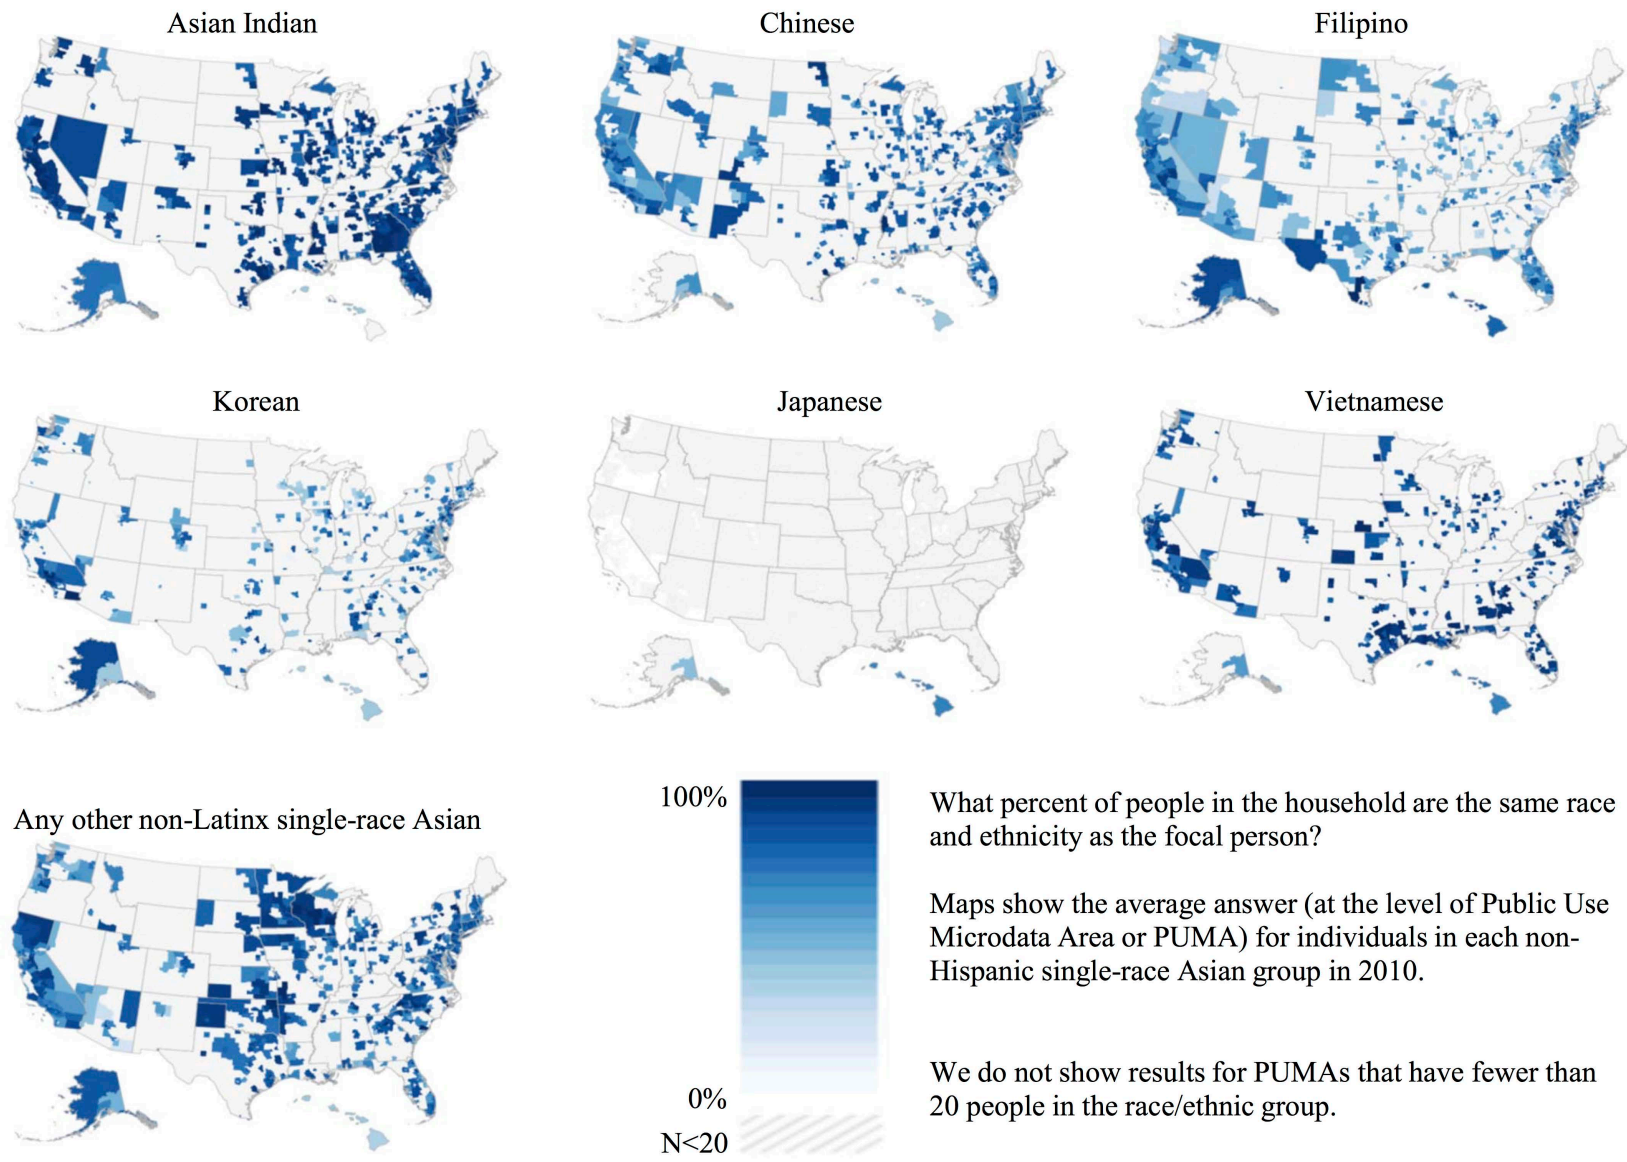 Asian Indian
Chinese
Filipino
Korean
Japanese
Vietnamese
Any other non-Latinx single-race Asian
100%
0%
N<20
What percent of people in the household are the same race
and ethnicity as the focal person?
Maps show the average answer (at the level of Public Use
Microdata Area or PUMA) for individuals in each non-
Hispanic single-race Asian group in 2010.
We do not show results for PUMAs that have fewer than
20 people in the race/ethnic group.